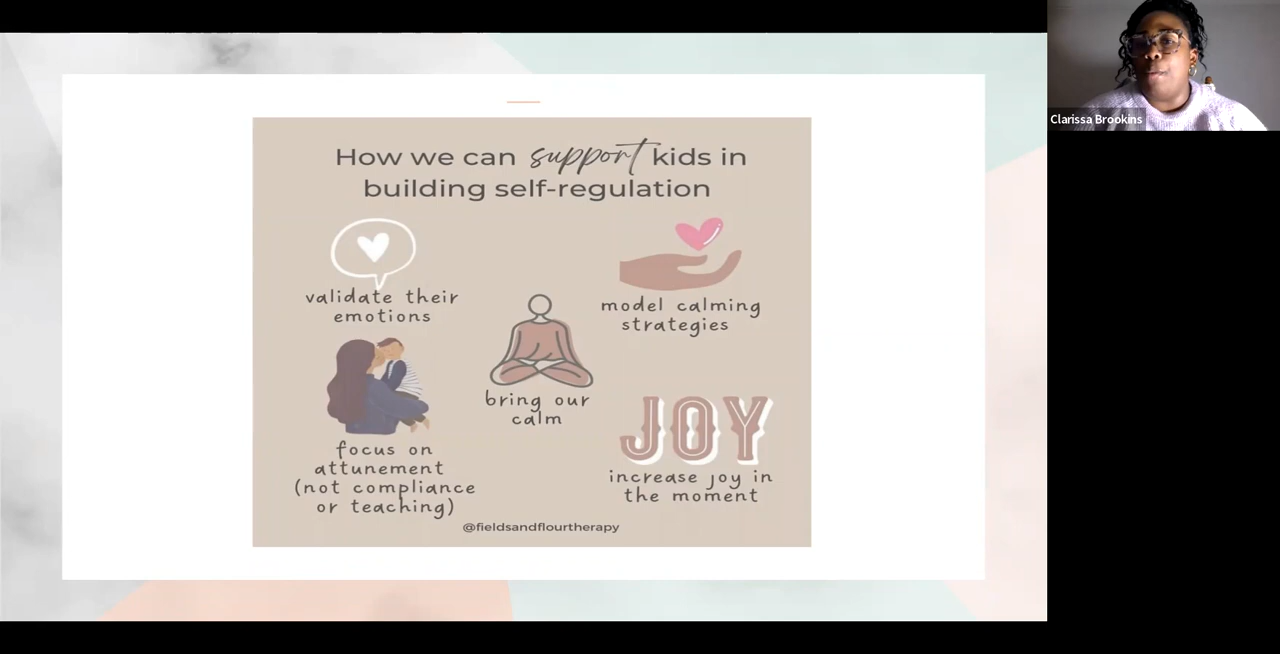 How we can support kids in
building self-regulation
validate their
emotions
model calming
strategies
bring our
calm
focus on
attunement
(not compliance
or teaching)
JOY
increase joy in
the moment
@fieldsandflourtherapy
Clarissa Brookins